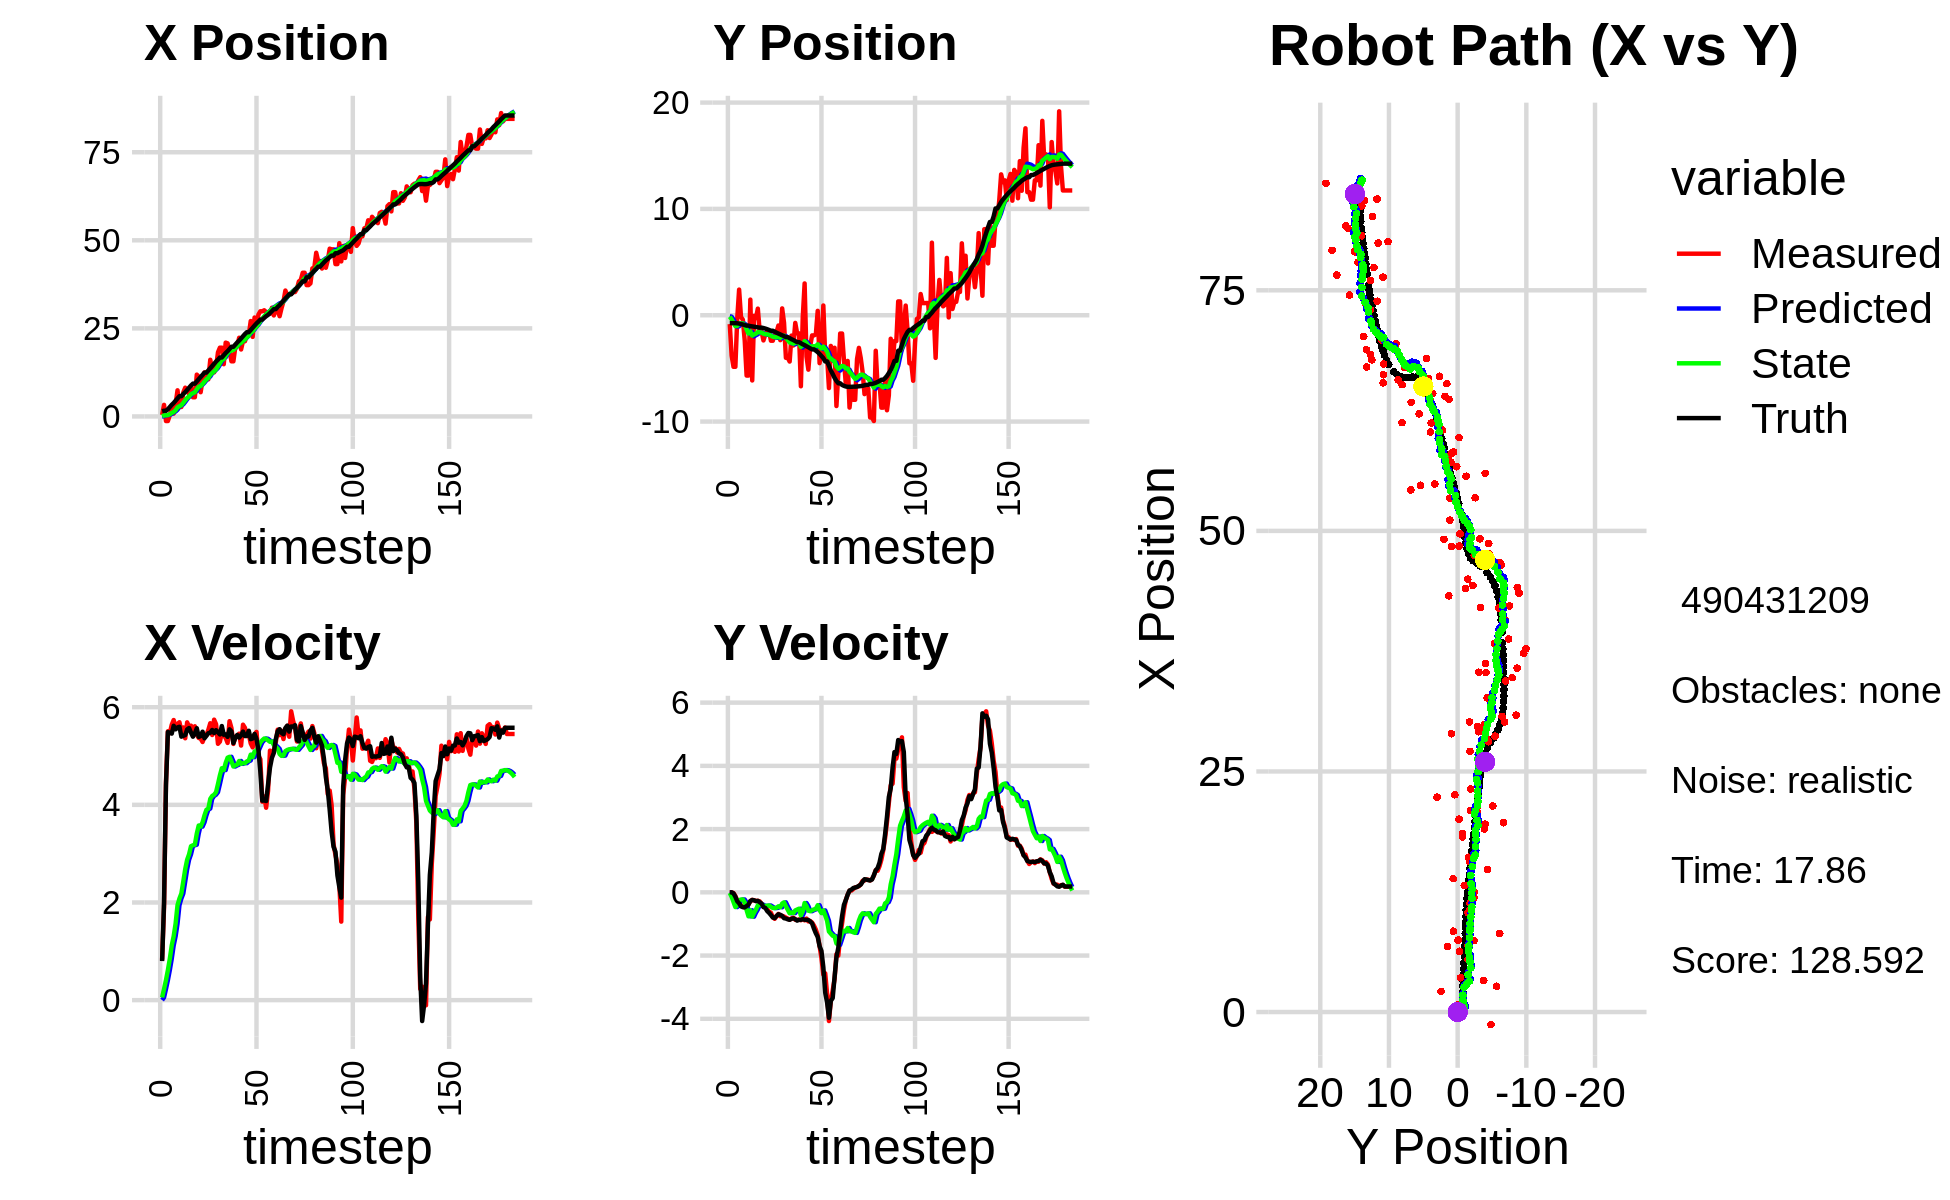 X Position
75
50
25
0
0
50
100
150
timestep
Y Position
20
10
0
-10
0
50
100
150
timestep
X Velocity
6
4
2
0
0
50
100
150
timestep
Y Velocity
6
4
2
0
-2
-4
0
50
100
150
timestep
Robot Path (X vs Y)
X Position
75
50
25
0
20 10 0 -10 -20
Y Position
variable
Measured
Predicted
State
Truth
490431209
Obstacles: none
Noise: realistic
Time: 17.86
Score: 128.592